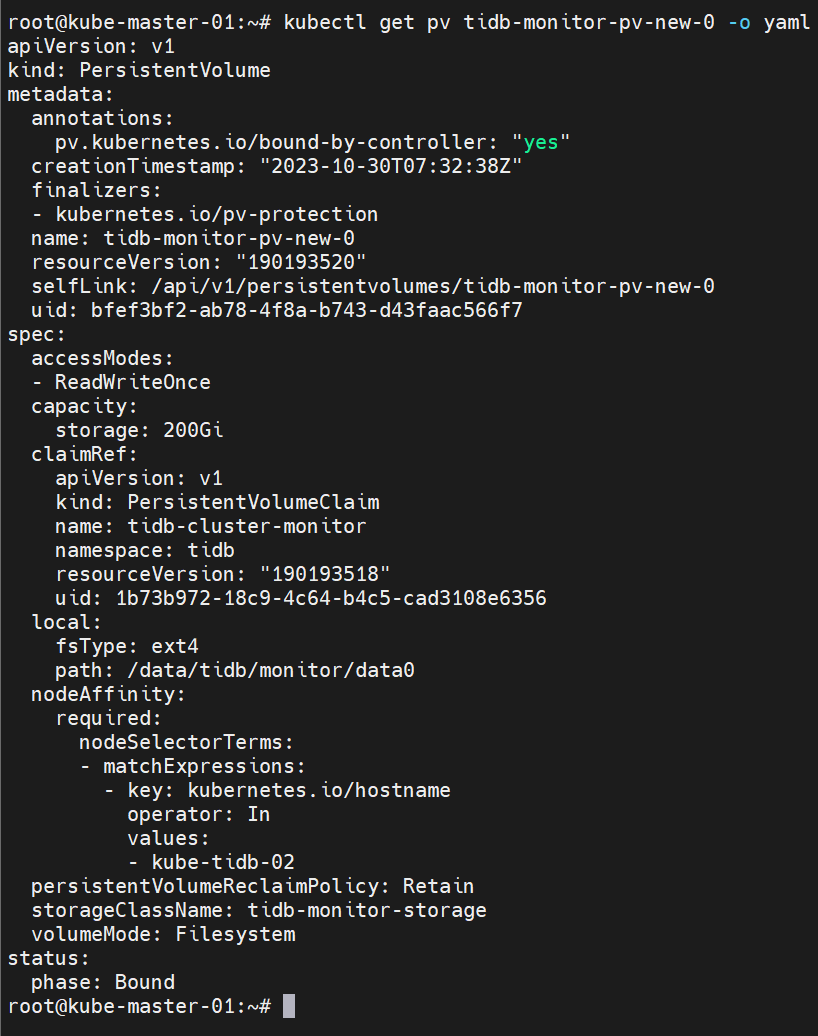 root@kube-master-01:~# kubectl get pv tidb-monitor-pv-new-0 -o yaml
apiVersion: v1
kind: PersistentVolume
metadata:
  annotations:
    pv.kubernetes.io/bound-by-controller: "yes"
  creationTimestamp: "2023-10-30T07:32:38Z"
  finalizers:
  - kubernetes.io/pv-protection
  name: tidb-monitor-pv-new-0
  resourceVersion: "190193520"
  selfLink: /api/v1/persistentvolumes/tidb-monitor-pv-new-0
  uid: bfef3bf2-ab78-4f8a-b743-d43faac566f7
spec:
  accessModes:
  - ReadWriteOnce
  capacity:
    storage: 200Gi
  claimRef:
    apiVersion: v1
    kind: PersistentVolumeClaim
    name: tidb-cluster-monitor
    namespace: tidb
    resourceVersion: "190193518"
    uid: 1b73b972-18c9-4c64-b4c5-cad3108e6356
  local:
    fsType: ext4
    path: /data/tidb/monitor/data0
  nodeAffinity:
    required:
      nodeSelectorTerms:
      - matchExpressions:
        - key: kubernetes.io/hostname
          operator: In
          values:
          - kube-tidb-02
  persistentVolumeReclaimPolicy: Retain
  storageClassName: tidb-monitor-storage
  volumeMode: Filesystem
status:
  phase: Bound
root@kube-master-01:~#